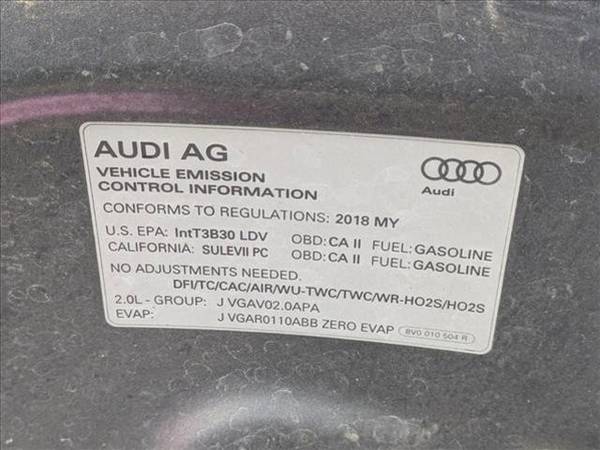 AUDI AG
Audi
VEHICLE EMISSION
CONTROL INFORMATION
CONFORMS TO REGULATIONS: 2018 MY
U.S. EPA: IntT3B30 LDV OBD: CA II FUEL: GASOLINE
CALIFORNIA: SULEVII PC OBD: CA II FUEL: GASOLINE
NO ADJUSTMENTS NEEDED.
DFI/TC/CAC/AIR/WU-TWC/TWC/WR-HO2S/HO2S
2.0L - GROUP: J VGAV02.0APA
EVAP: J VGAR0110ABB ZERO EVAP 8V0 010 504 R